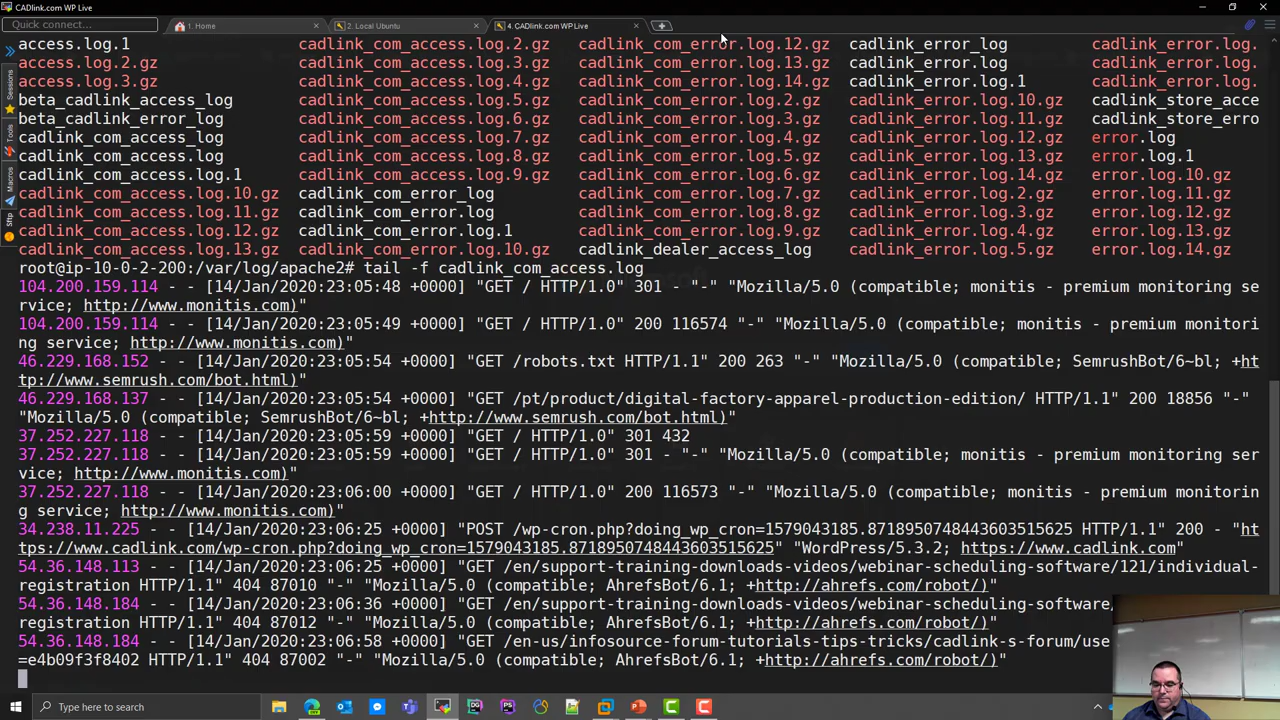 CADlink.com WP Live
Quick connect...
1. Home
2. Local Ubuntu
4. CADlink.com WP Live
Sessions
Tools
Macros
Sftp
access.log.1 cadlink_com_access.log.2.gz cadlink_com_error.log.12.gz cadlink_error_log cadlink_error.log.
access.log.2.gz cadlink_com_access.log.3.gz cadlink_com_error.log.13.gz cadlink_error.log cadlink_error.log.
access.log.3.gz cadlink_com_access.log.4.gz cadlink_com_error.log.14.gz cadlink_error.log.1 cadlink_error.log.
beta_cadlink_access_log cadlink_com_access.log.5.gz cadlink_com_error.log.2.gz cadlink_error.log.10.gz cadlink_store_acce
beta_cadlink_error_log cadlink_com_access.log.6.gz cadlink_com_error.log.3.gz cadlink_error.log.11.gz cadlink_store_erro
cadlink_com_access_log cadlink_com_access.log.7.gz cadlink_com_error.log.4.gz cadlink_error.log.12.gz error.log
cadlink_com_access.log cadlink_com_access.log.8.gz cadlink_com_error.log.5.gz cadlink_error.log.13.gz error.log.1
cadlink_com_access.log.1 cadlink_com_access.log.9.gz cadlink_com_error.log.6.gz cadlink_error.log.14.gz error.log.10.gz
cadlink_com_access.log.10.gz cadlink_com_error_log cadlink_com_error.log.7.gz cadlink_error.log.2.gz error.log.11.gz
cadlink_com_access.log.11.gz cadlink_com_error.log cadlink_com_error.log.8.gz cadlink_error.log.3.gz error.log.12.gz
cadlink_com_access.log.12.gz cadlink_com_error.log.1 cadlink_com_error.log.9.gz cadlink_error.log.4.gz error.log.13.gz
cadlink_com_access.log.13.gz cadlink_com_error.log.10.gz cadlink_dealer_access_log cadlink_error.log.5.gz error.log.14.gz
root@ip-10-0-2-200:/var/log/apache2# tail -f cadlink_com_access.log
104.200.159.114 - - [14/Jan/2020:23:05:48 +0000] "GET / HTTP/1.0" 301 - "-" "Mozilla/5.0 (compatible; monitis - premium monitoring se
rvice; http://www.monitis.com)"
104.200.159.114 - - [14/Jan/2020:23:05:49 +0000] "GET / HTTP/1.0" 200 116574 "-" "Mozilla/5.0 (compatible; monitis - premium monitori
ng service; http://www.monitis.com)"
46.229.168.152 - - [14/Jan/2020:23:05:54 +0000] "GET /robots.txt HTTP/1.1" 200 263 "-" "Mozilla/5.0 (compatible; SemrushBot/6~bl; +ht
tp://www.semrush.com/bot.html)"
46.229.168.137 - - [14/Jan/2020:23:05:54 +0000] "GET /pt/product/digital-factory-apparel-production-edition/ HTTP/1.1" 200 18856 "-"
"Mozilla/5.0 (compatible; SemrushBot/6~bl; +http://www.semrush.com/bot.html)"
37.252.227.118 - - [14/Jan/2020:23:05:59 +0000] "GET / HTTP/1.0" 301 432
37.252.227.118 - - [14/Jan/2020:23:05:59 +0000] "GET / HTTP/1.0" 301 - "-" "Mozilla/5.0 (compatible; monitis - premium monitoring ser
vice; http://www.monitis.com)"
37.252.227.118 - - [14/Jan/2020:23:06:00 +0000] "GET / HTTP/1.0" 200 116573 "-" "Mozilla/5.0 (compatible; monitis - premium monitorin
g service; http://www.monitis.com)"
34.238.11.225 - - [14/Jan/2020:23:06:25 +0000] "POST /wp-cron.php?doing_wp_cron=1579043185.8718950748443603515625 HTTP/1.1" 200 - "ht
tps://www.cadlink.com/wp-cron.php?doing_wp_cron=1579043185.8718950748443603515625" "WordPress/5.3.2; https://www.cadlink.com"
54.36.148.113 - - [14/Jan/2020:23:06:25 +0000] "GET /en/support-training-downloads-videos/webinar-scheduling-software/121/individual-
registration HTTP/1.1" 404 87010 "-" "Mozilla/5.0 (compatible; AhrefsBot/6.1; +http://ahrefs.com/robot/)"
54.36.148.184 - - [14/Jan/2020:23:06:36 +0000] "GET /en/support-training-downloads-videos/webinar-scheduling-software/
registration HTTP/1.1" 404 87012 "-" "Mozilla/5.0 (compatible; AhrefsBot/6.1; +http://ahrefs.com/robot/)"
54.36.148.184 - - [14/Jan/2020:23:06:58 +0000] "GET /en-us/infosource-forum-tutorials-tips-tricks/cadlink-s-forum/use
=e4b09f3f8402 HTTP/1.1" 404 87002 "-" "Mozilla/5.0 (compatible; AhrefsBot/6.1; +http://ahrefs.com/robot/)"
Type here to search